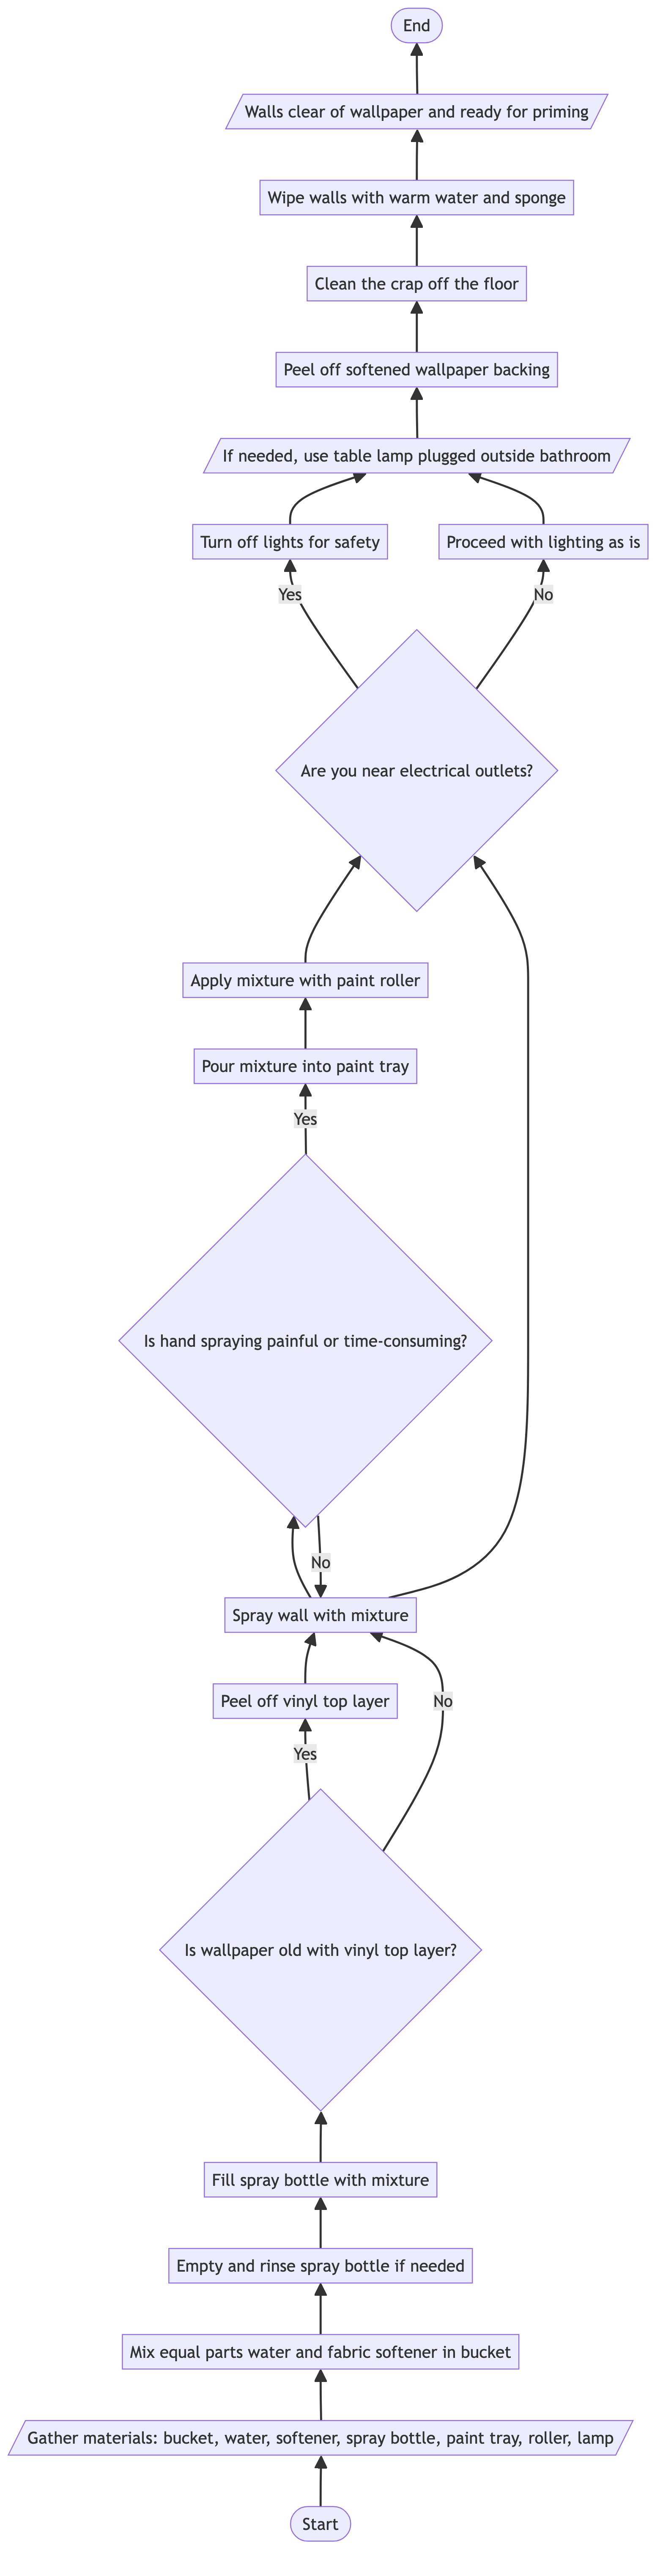 End
Walls clear of wallpaper and ready for priming
Wipe walls with warm water and sponge
Clean the crap off the floor
Peel off softened wallpaper backing
If needed, use table lamp plugged outside bathroom
Turn off lights for safety
Proceed with lighting as is
Yes
No
Are you near electrical outlets?
Apply mixture with paint roller
Pour mixture into paint tray
Yes
Is hand spraying painful or time-consuming?
No
Spray wall with mixture
Peel off vinyl top layer
No
Yes
Is wallpaper old with vinyl top layer?
Fill spray bottle with mixture
Empty and rinse spray bottle if needed
Mix equal parts water and fabric softener in bucket
Gather materials: bucket, water, softener, spray bottle, paint tray, roller, lamp
Start